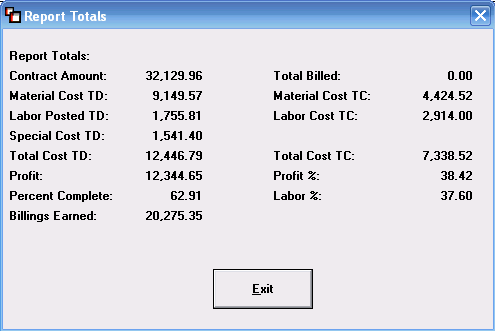 Report Totals
Report Totals:
Contract Amount: 32,129.96 Total Billed: 0.00
Material Cost TD: 9,149.57 Material Cost TC: 4,424.52
Labor Posted TD: 1,755.81 Labor Cost TC: 2,914.00
Special Cost TD: 1,541.40
Total Cost TD: 12,446.79 Total Cost TC: 7,338.52
Profit: 12,344.65 Profit %: 38.42
Percent Complete: 62.91 Labor %: 37.60
Billings Earned: 20,275.35
Exit